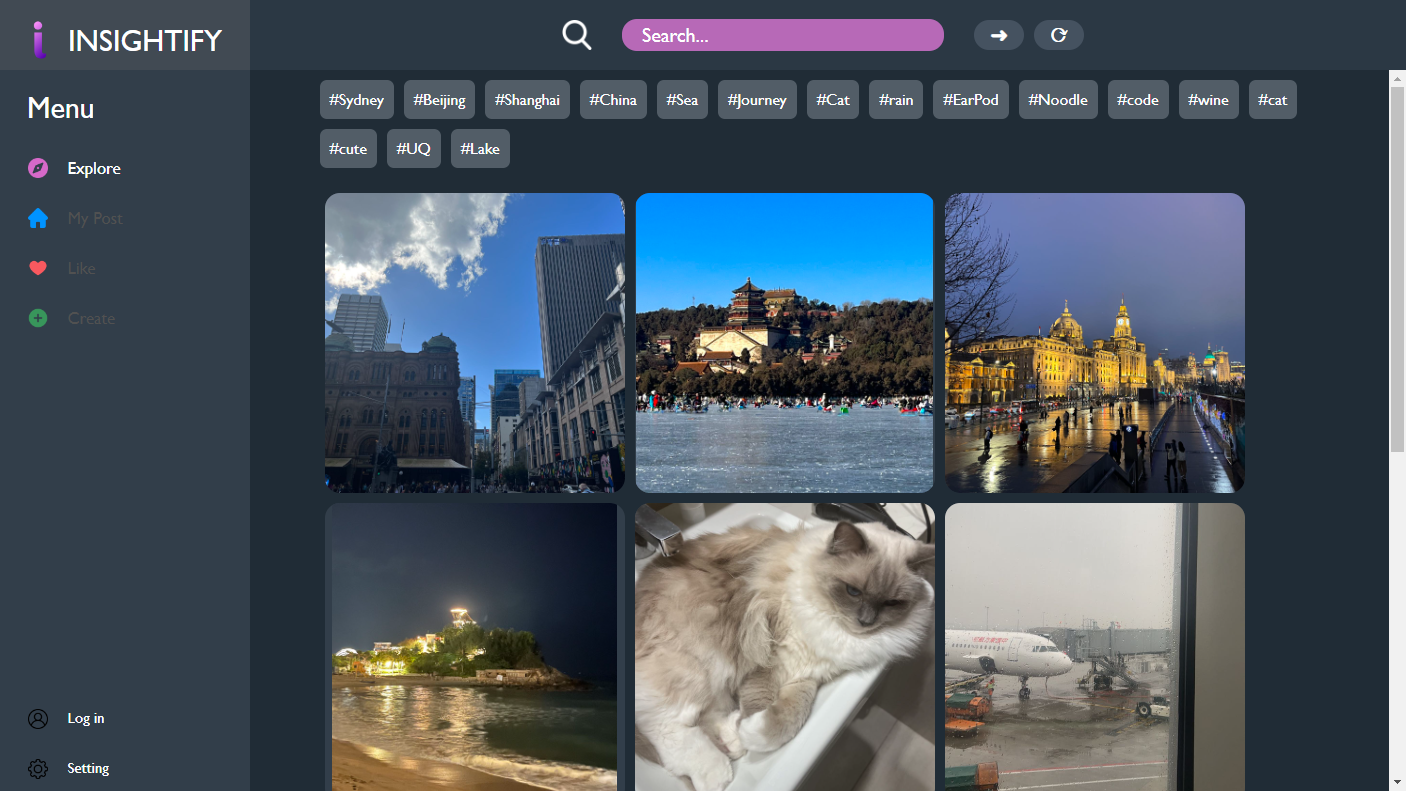 INSIGHTIFY
Search...
Menu
Explore
My Post
Like
Create
Log in
Setting
#Sydney #Beijing #Shanghai #China #Sea #Journey #Cat #rain #EarPod #Noodle #code #wine #cat
#cute #UQ #Lake